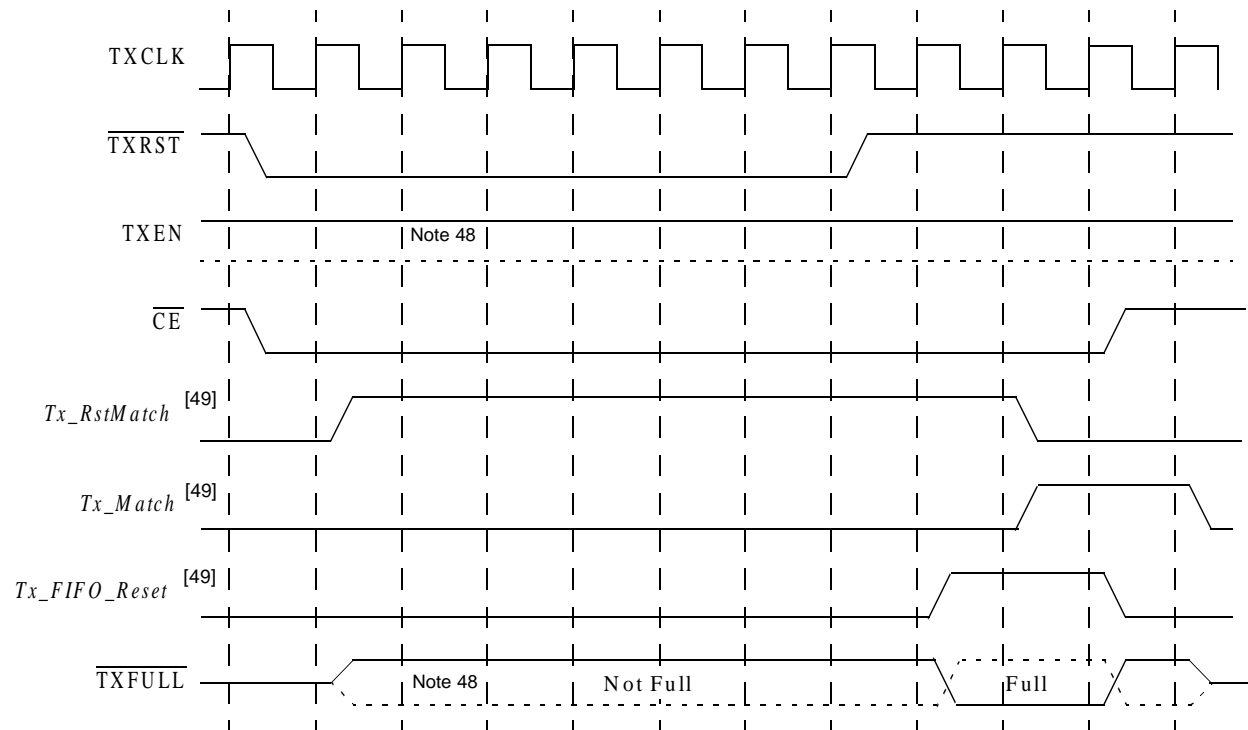 TXCLK
TXRST
TXEN
Note 48
CE
Tx_RstMatch [49]
Tx_Match [49]
Tx_FIFO_Reset [49]
TXFULL
Note 48
Not Full
Full